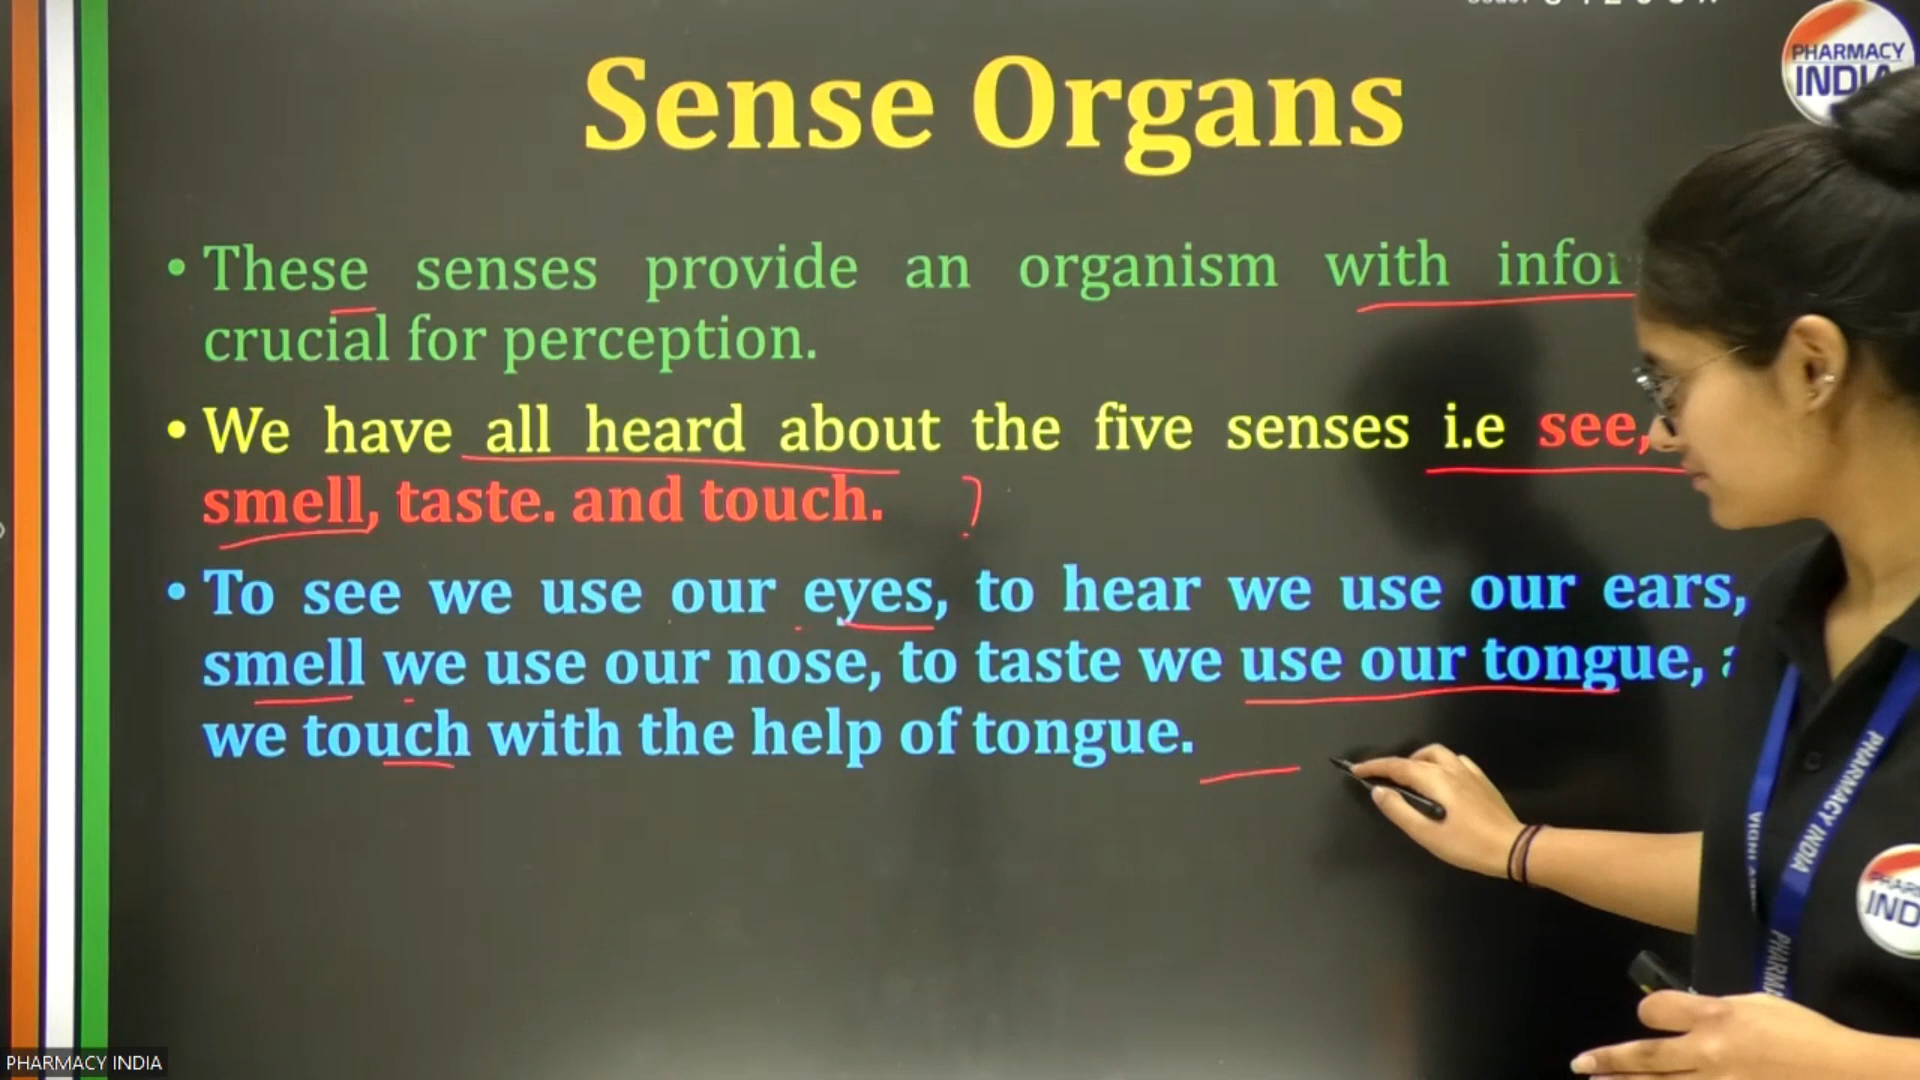 PHARMACY
INDIA
Sense Organs
• These senses provide an organism with
crucial for perception.
• We have all heard about the five senses i.e see,
smell, taste. and touch. ?
• To see we use our eyes, to hear we use our ears,
smell we use our nose, to taste we use our tongue,
we touch with the help of tongue.
PHARMACY INDIA
PHARMACY INDIA